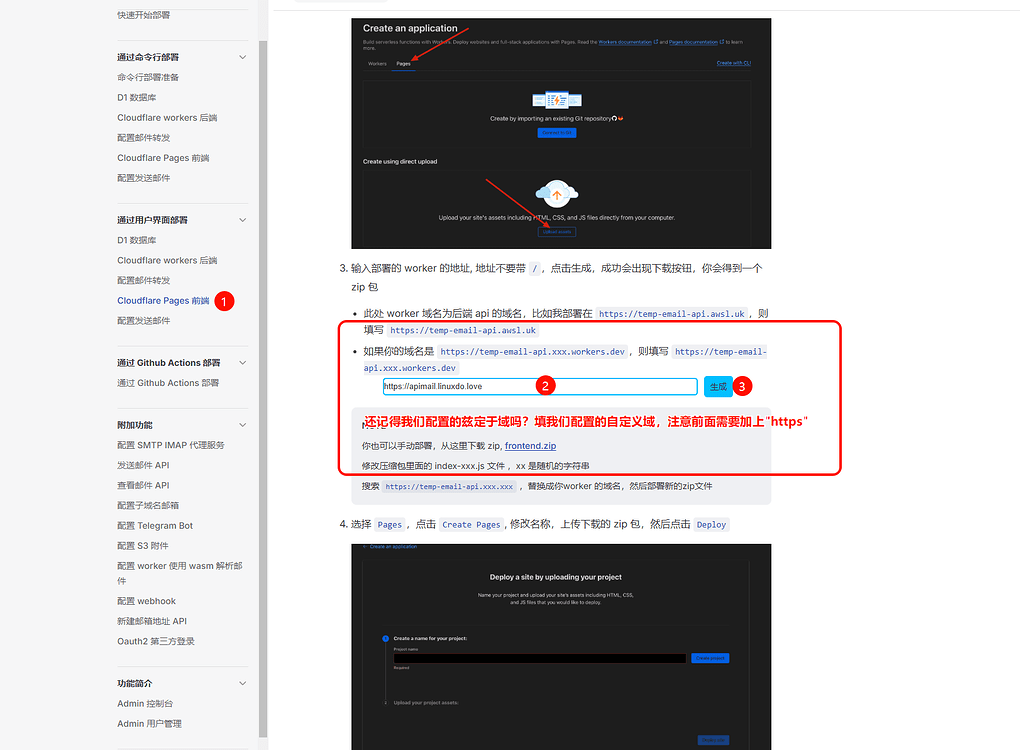 快速开始部署
通过命令行部署
命令行部署准备
D1 数据库
Cloudflare workers 后端
配置邮件转发
Cloudflare Pages 前端
配置发送邮件
通过用户界面部署
D1 数据库
Cloudflare workers 后端
配置邮件转发
Cloudflare Pages 前端
1
配置发送邮件
通过 Github Actions 部署
通过 Github Actions 部署
附加功能
配置 SMTP IMAP 代理服务
发送邮件 API
查看邮件 API
配置子域名邮箱
配置 Telegram Bot
配置 S3 附件
配置 worker 使用 wasm 解析邮
件
配置 webhook
新建邮箱地址 API
Oauth2 第三方登录
功能简介
Admin 控制台
Admin 用户管理
Create an application
Build serverless functions with Workers. Deploy websites and full-stack applications with Pages. Read the Workers documentation and Pages documentation to learn
more.
Workers Pages
Create with CLI
Create by importing an existing Git repository
Connect to Git
Create using direct upload
Upload your site's assets including HTML, CSS, and JS files directly from your computer.
Upload assets
3. 输入部署的 worker 的地址, 地址不要带 / ，点击生成，成功会出现下载按钮，你会得到一个
zip 包
• 此处 worker 域名为后端 api 的域名，比如我部署在 https://temp-email-api.awsl.uk ，则
填写 https://temp-email-api.awsl.uk
• 如果你的域名是 https://temp-email-api.xxx.workers.dev ，则填写 https://temp-email-
api.xxx.workers.dev
https://apimail.linuxdo.love
2
生成
3
还记得我们配置的兹定于域吗？填我们配置的自定义域，注意前面需要加上"https"
你也可以手动部署，从这里下载 zip, frontend.zip
修改压缩包里面的 index-xxx.js 文件 ，xx 是随机的字符串
搜索 https://temp-email-api.xxx.xxx ，替换成你worker 的域名，然后部署新的zip文件
4. 选择 Pages ，点击 Create Pages , 修改名称，上传下载的 zip 包，然后点击 Deploy
Create an application
Deploy a site by uploading your project
Name your project and upload your site's assets including HTML, CSS,
and JS files that you would like to deploy.
1 Create a name for your project:
Project name
Create project
Required
Upload your project assets: